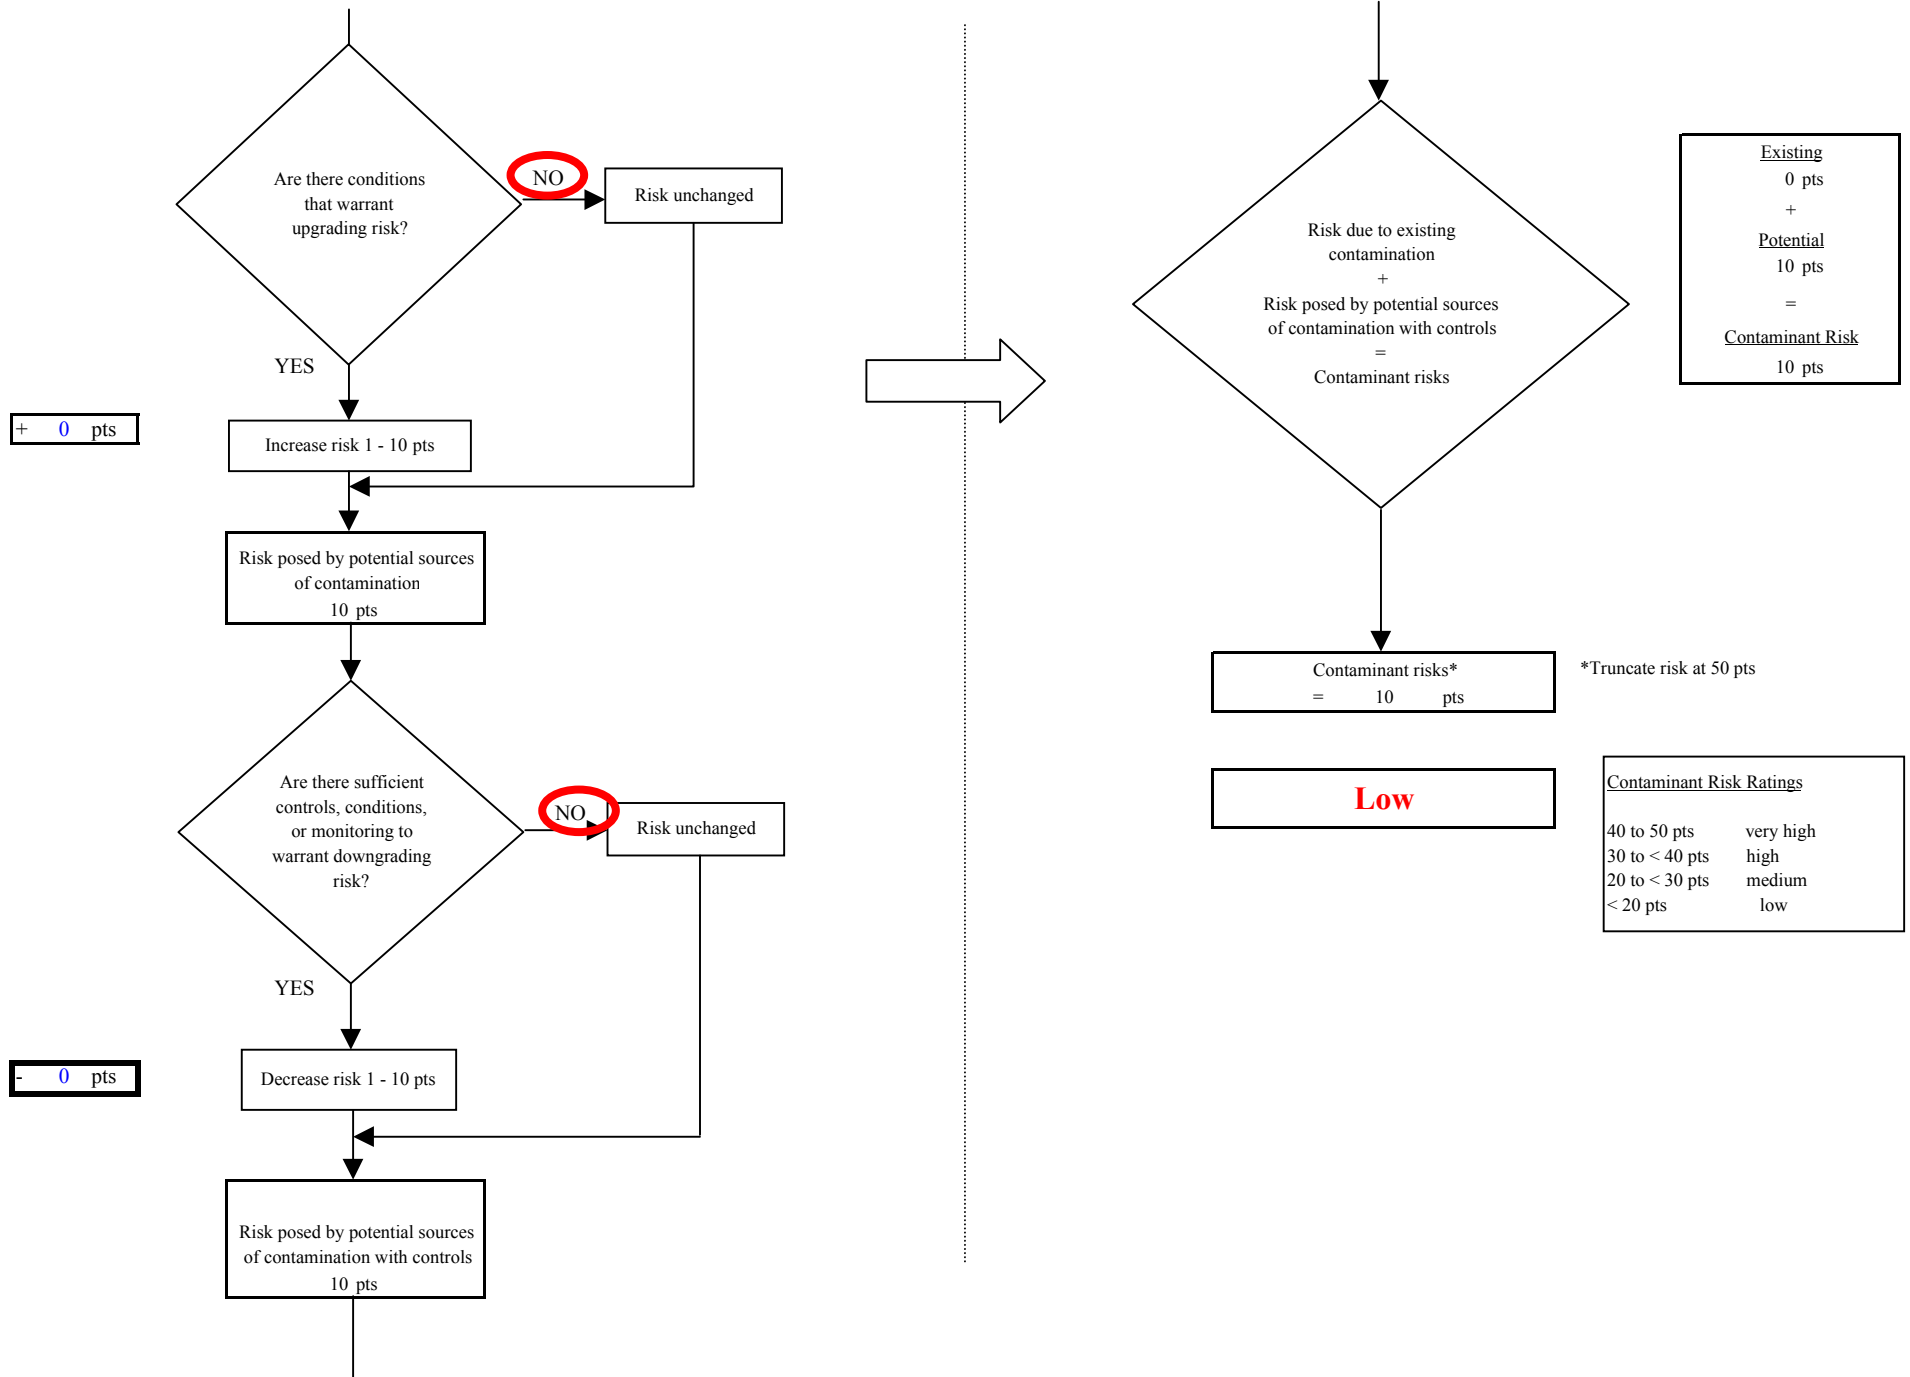 Are there conditions
that warrant
upgrading risk?
NO
Risk unchanged
YES
+ 0 pts
Increase risk 1 - 10 pts
Risk posed by potential sources
of contamination
10 pts
Are there sufficient
controls, conditions,
or monitoring to
warrant downgrading
risk?
NO
Risk unchanged
YES
- 0 pts
Decrease risk 1 - 10 pts
Risk posed by potential sources
of contamination with controls
10 pts
Risk due to existing
contamination
+
Risk posed by potential sources
of contamination with controls
=
Contaminant risks
Existing
0 pts
+
Potential
10 pts
=
Contaminant Risk
10 pts
Contaminant risks*
= 10 pts
*Truncate risk at 50 pts
Low
Contaminant Risk Ratings
40 to 50 pts very high
30 to < 40 pts high
20 to < 30 pts medium
< 20 pts low